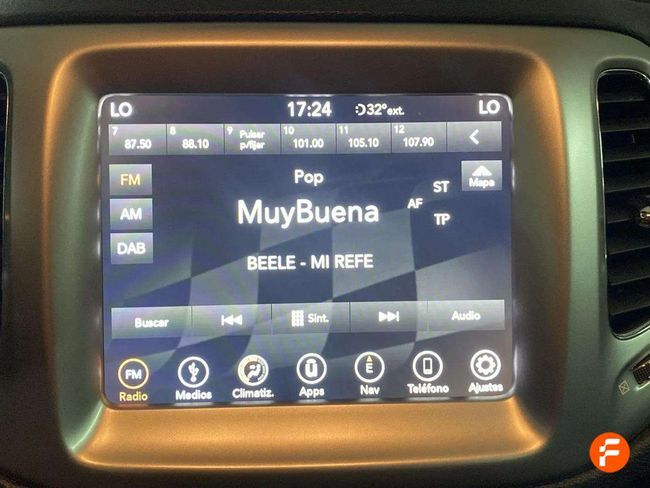 LO 17:24 32° ext. LO
7 8 9 Pulsar 10 11 12
87.50 88.10 p/fijar 101.00 105.10 107.90
FM Pop Mapa
ST
AM MuyBuena AF
TP
DAB
BEELE - MI REFE
Buscar Sint. Audio
FM E
Radio Medios Climatiz. Apps Nav Teléfono Ajustes